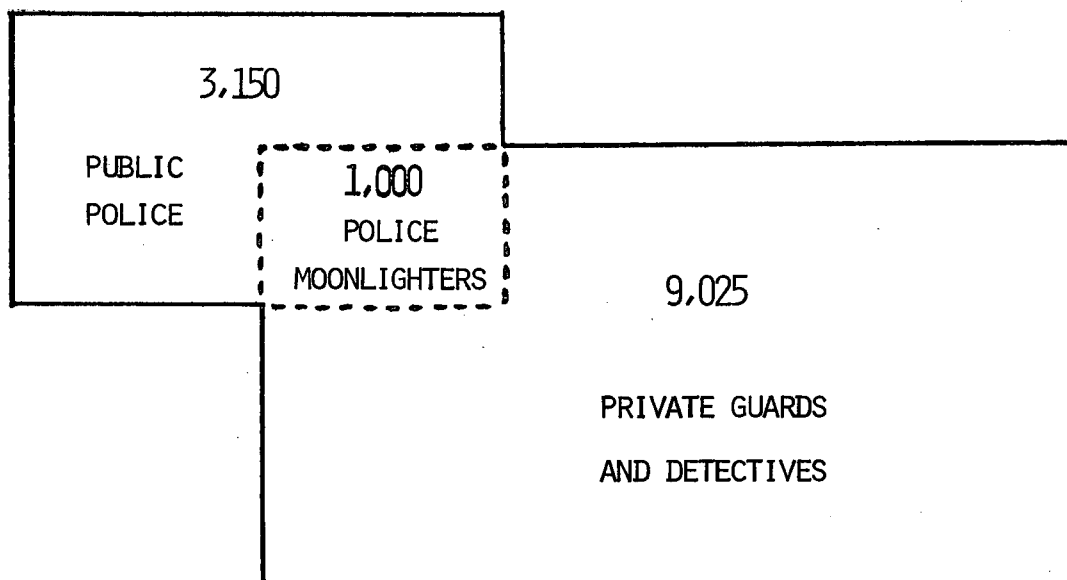 3,150
PUBLIC
POLICE
1,000
POLICE
MOONLIGHTERS
9,025
PRIVATE GUARDS
AND DETECTIVES